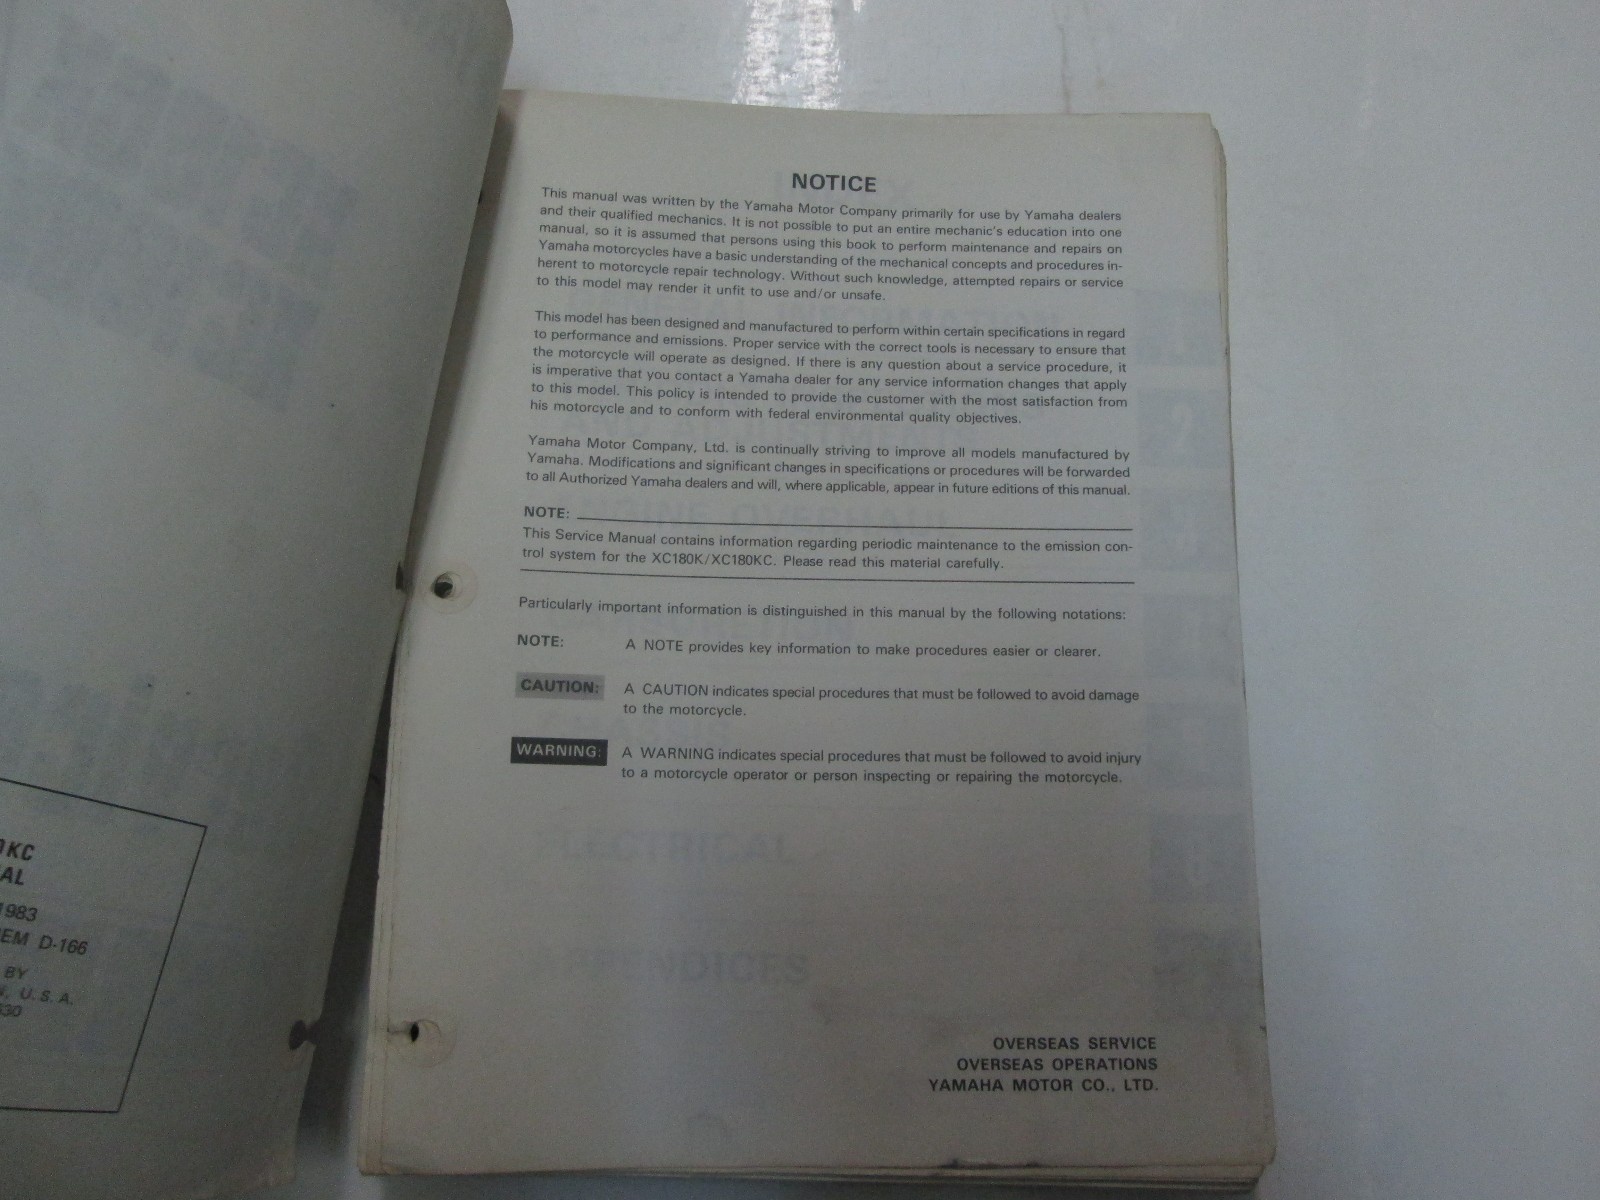 NOTICE
This manual was written by the Yamaha Motor Company primarily for use by Yamaha dealers
and their qualified mechanics. It is not possible to put an entire mechanic's education into one
manual, so it is assumed that persons using this book to perform maintenance and repairs on
Yamaha motorcycles have a basic understanding of the mechanical concepts and procedures in-
herent to motorcycle repair technology. Without such knowledge, attempted repairs or service
to this model may render it unfit to use and/or unsafe.
This model has been designed and manufactured to perform within certain specifications in regard
to performance and emissions. Proper service with the correct tools is necessary to ensure that
the motorcycle will operate as designed. If there is any question about a service procedure, it
is imperative that you contact a Yamaha dealer for any service information changes that apply
to this model. This policy is intended to provide the customer with the most satisfaction from
his motorcycle and to conform with federal environmental quality objectives.
Yamaha Motor Company, Ltd. is continually striving to improve all models manufactured by
Yamaha. Modifications and significant changes in specifications or procedures will be forwarded
to all Authorized Yamaha dealers and will, where applicable, appear in future editions of this manual.
NOTE:
This Service Manual contains information regarding periodic maintenance to the emission con-
trol system for the XC180K/XC180KC. Please read this material carefully.
Particularly important information is distinguished in this manual by the following notations:
NOTE: A NOTE provides key information to make procedures easier or clearer.
CAUTION: A CAUTION indicates special procedures that must be followed to avoid damage
to the motorcycle.
WARNING: A WARNING indicates special procedures that must be followed to avoid injury
to a motorcycle operator or person inspecting or repairing the motorcycle.
ELECTRICAL
APPENDICES
OVERSEAS SERVICE
OVERSEAS OPERATIONS
YAMAHA MOTOR CO., LTD.
KC
AL
1983
EM D-166
BY
U.S.A.